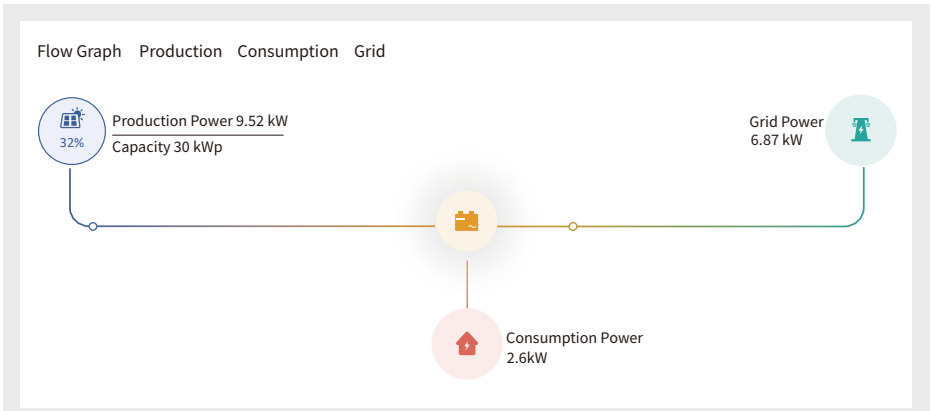 Flow Graph Production Consumption Grid
32%
Production Power 9.52 kW
Capacity 30 kWp
Grid Power
6.87 kW
Consumption Power
2.6kW